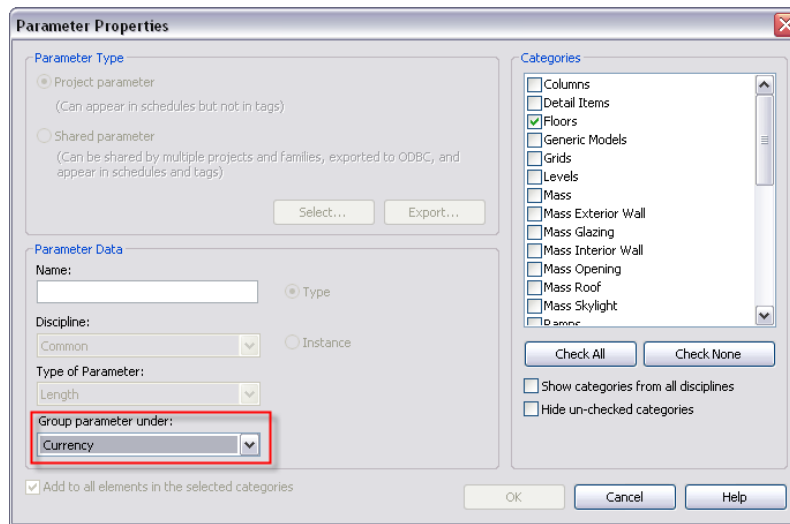 Parameter Properties
Parameter Type
Project parameter
(Can appear in schedules but not in tags)
Shared parameter
(Can be shared by multiple projects and families, exported to ODBC, and
appear in schedules and tags)
Select...
Export...
Parameter Data
Name:
Type
Discipline:
Common
Instance
Type of Parameter:
Length
Group parameter under:
Currency
Add to all elements in the selected categories
Categories
Columns
Detail Items
Floors
Generic Models
Grids
Levels
Mass
Mass Exterior Wall
Mass Glazing
Mass Interior Wall
Mass Opening
Mass Roof
Mass Skylight
Ramps
Check All
Check None
Show categories from all disciplines
Hide un-checked categories
OK
Cancel
Help